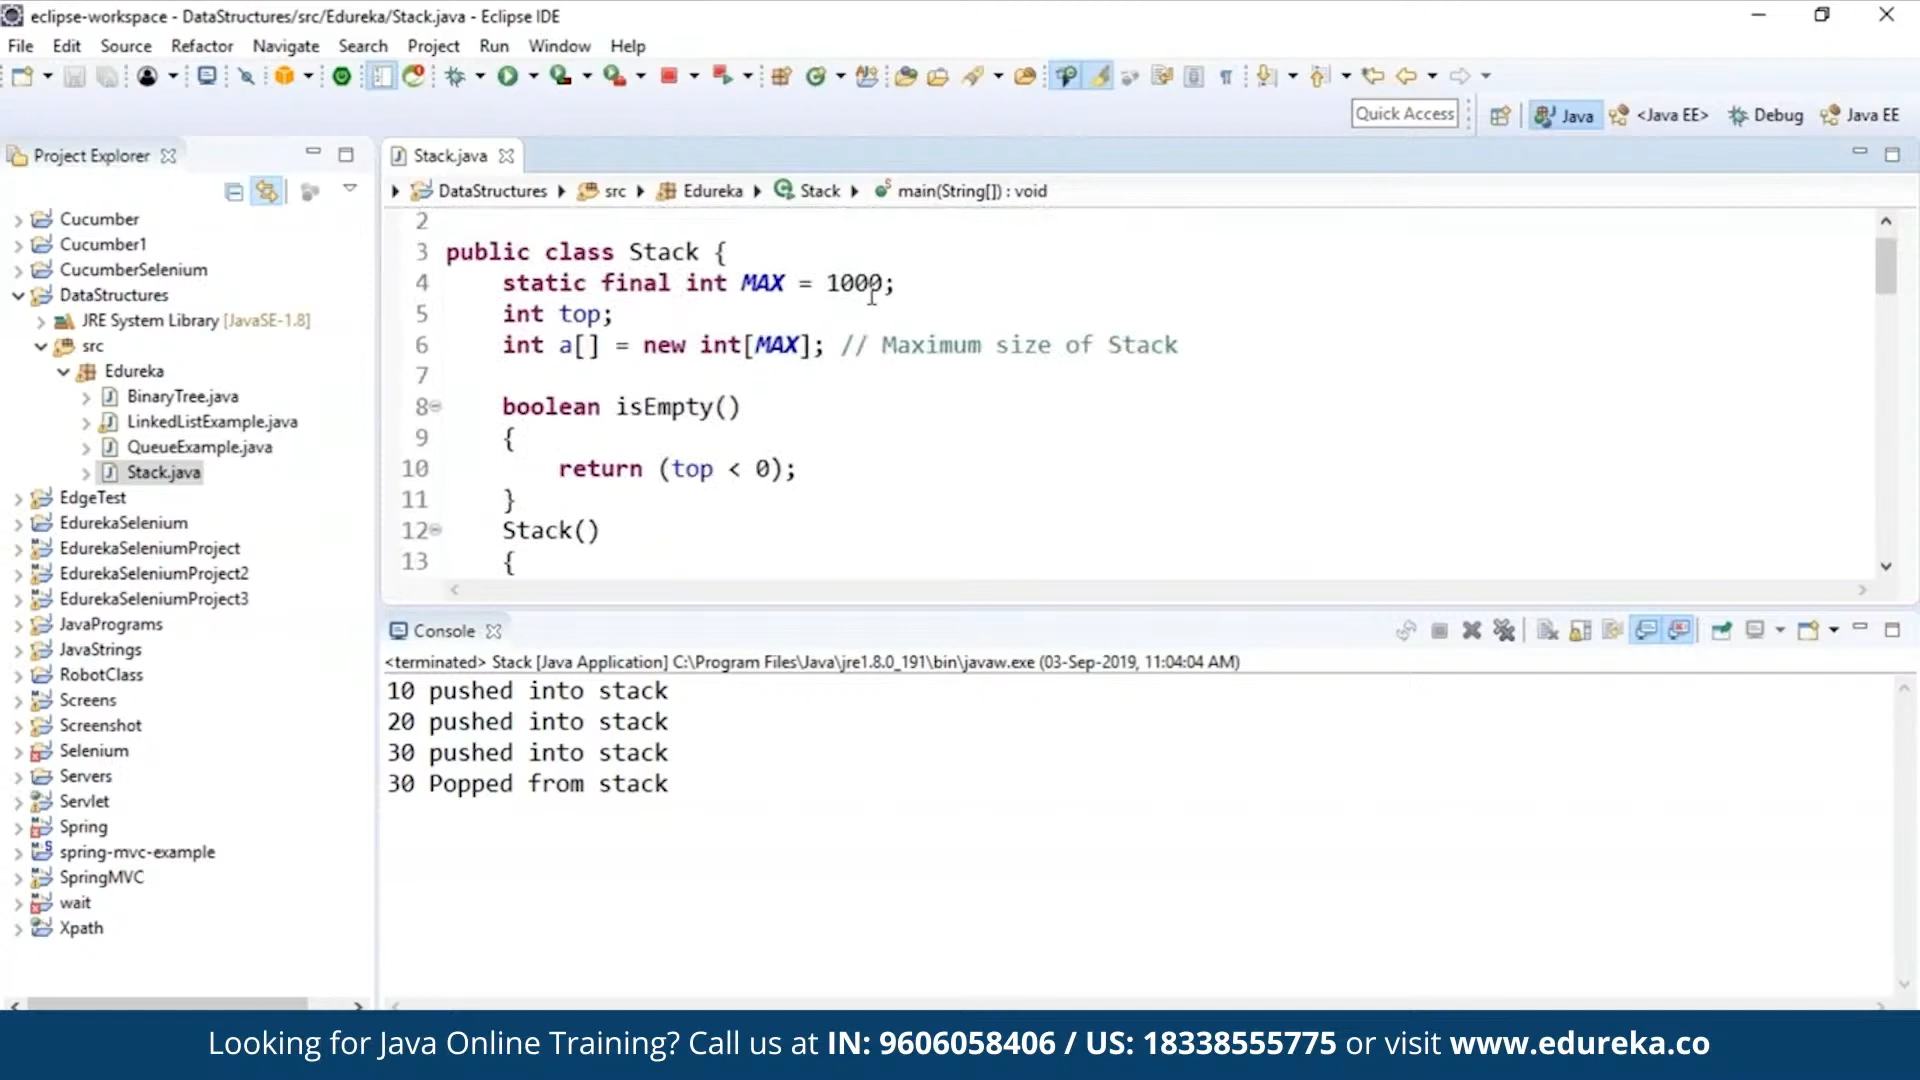 eclipse-workspace - DataStructures/src/Edureka/Stack.java - Eclipse IDE
File Edit Source Refactor Navigate Search Project Run Window Help
Quick Access
Java <Java EE> Debug Java EE
Project Explorer
Cucumber
Cucumber1
CucumberSelenium
DataStructures
JRE System Library [JavaSE-1.8]
src
Edureka
BinaryTree.java
LinkedListExample.java
QueueExample.java
Stack.java
EdgeTest
EdurekaSelenium
EdurekaSeleniumProject
EdurekaSeleniumProject2
EdurekaSeleniumProject3
JavaPrograms
JavaStrings
RobotClass
Screens
Screenshot
Selenium
Servers
Servlet
Spring
spring-mvc-example
SpringMVC
wait
Xpath
Stack.java
DataStructures src Edureka Stack main(String[]) : void
2
3 public class Stack {
4 static final int MAX = 1000;
5 int top;
6 int a[] = new int[MAX]; // Maximum size of Stack
7
8 boolean isEmpty()
9 {
10 return (top < 0);
11 }
12 Stack()
13 {
Console
<terminated> Stack [Java Application] C:\Program Files\Java\jre1.8.0_191\bin\javaw.exe (03-Sep-2019, 11:04:04 AM)
10 pushed into stack
20 pushed into stack
30 pushed into stack
30 Popped from stack
Looking for Java Online Training? Call us at IN: 9606058406 / US: 18338555775 or visit www.edureka.co